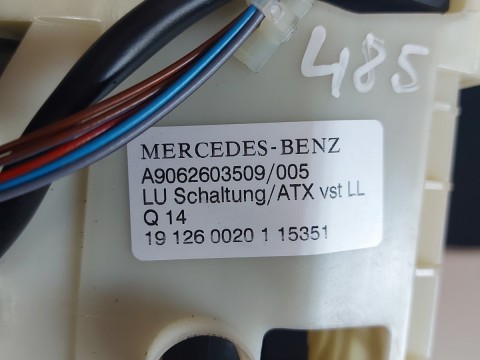 485
MERCEDES-BENZ
A9062603509/005
LU Schaltung/ATX vst LL
Q 14
19 126 0020 1 15351